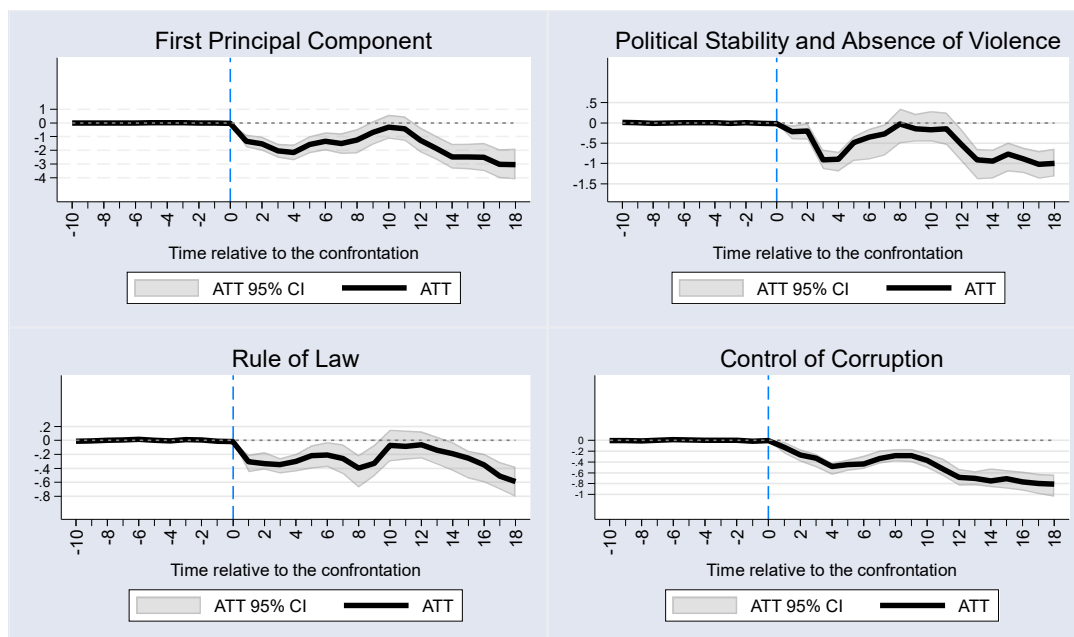 First Principal Component
1
0
-1
-2
-3
-4
-10 -8 -6 -4 -2 0 2 4 6 8 10 12 14 16 18
Time relative to the confrontation
ATT 95% CI ATT
Political Stability and Absence of Violence
.5
0
-.5
-1
-1.5
-10 -8 -6 -4 -2 0 2 4 6 8 10 12 14 16 18
Time relative to the confrontation
ATT 95% CI ATT
Rule of Law
.2
0
-.2
-.4
-.6
-.8
-10 -8 -6 -4 -2 0 2 4 6 8 10 12 14 16 18
Time relative to the confrontation
ATT 95% CI ATT
Control of Corruption
0
-.2
-.4
-.6
-.8
-1
-10 -8 -6 -4 -2 0 2 4 6 8 10 12 14 16 18
Time relative to the confrontation
ATT 95% CI ATT